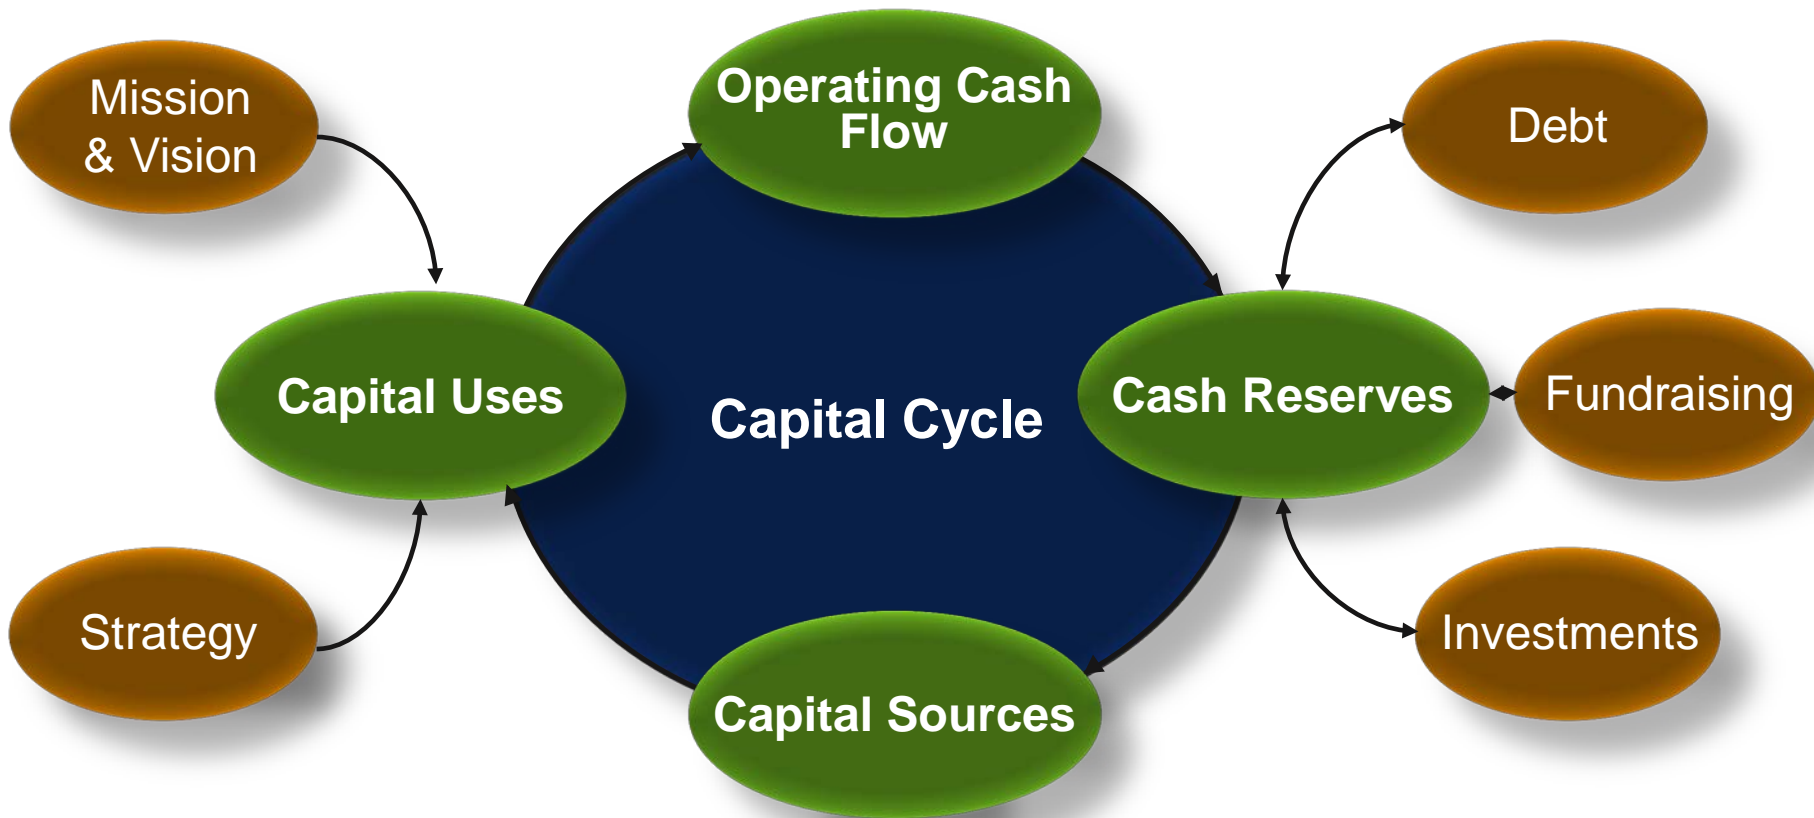 Mission
& Vision
Operating Cash
Flow
Debt
Capital Uses
Capital Cycle
Cash Reserves
Fundraising
Strategy
Capital Sources
Investments